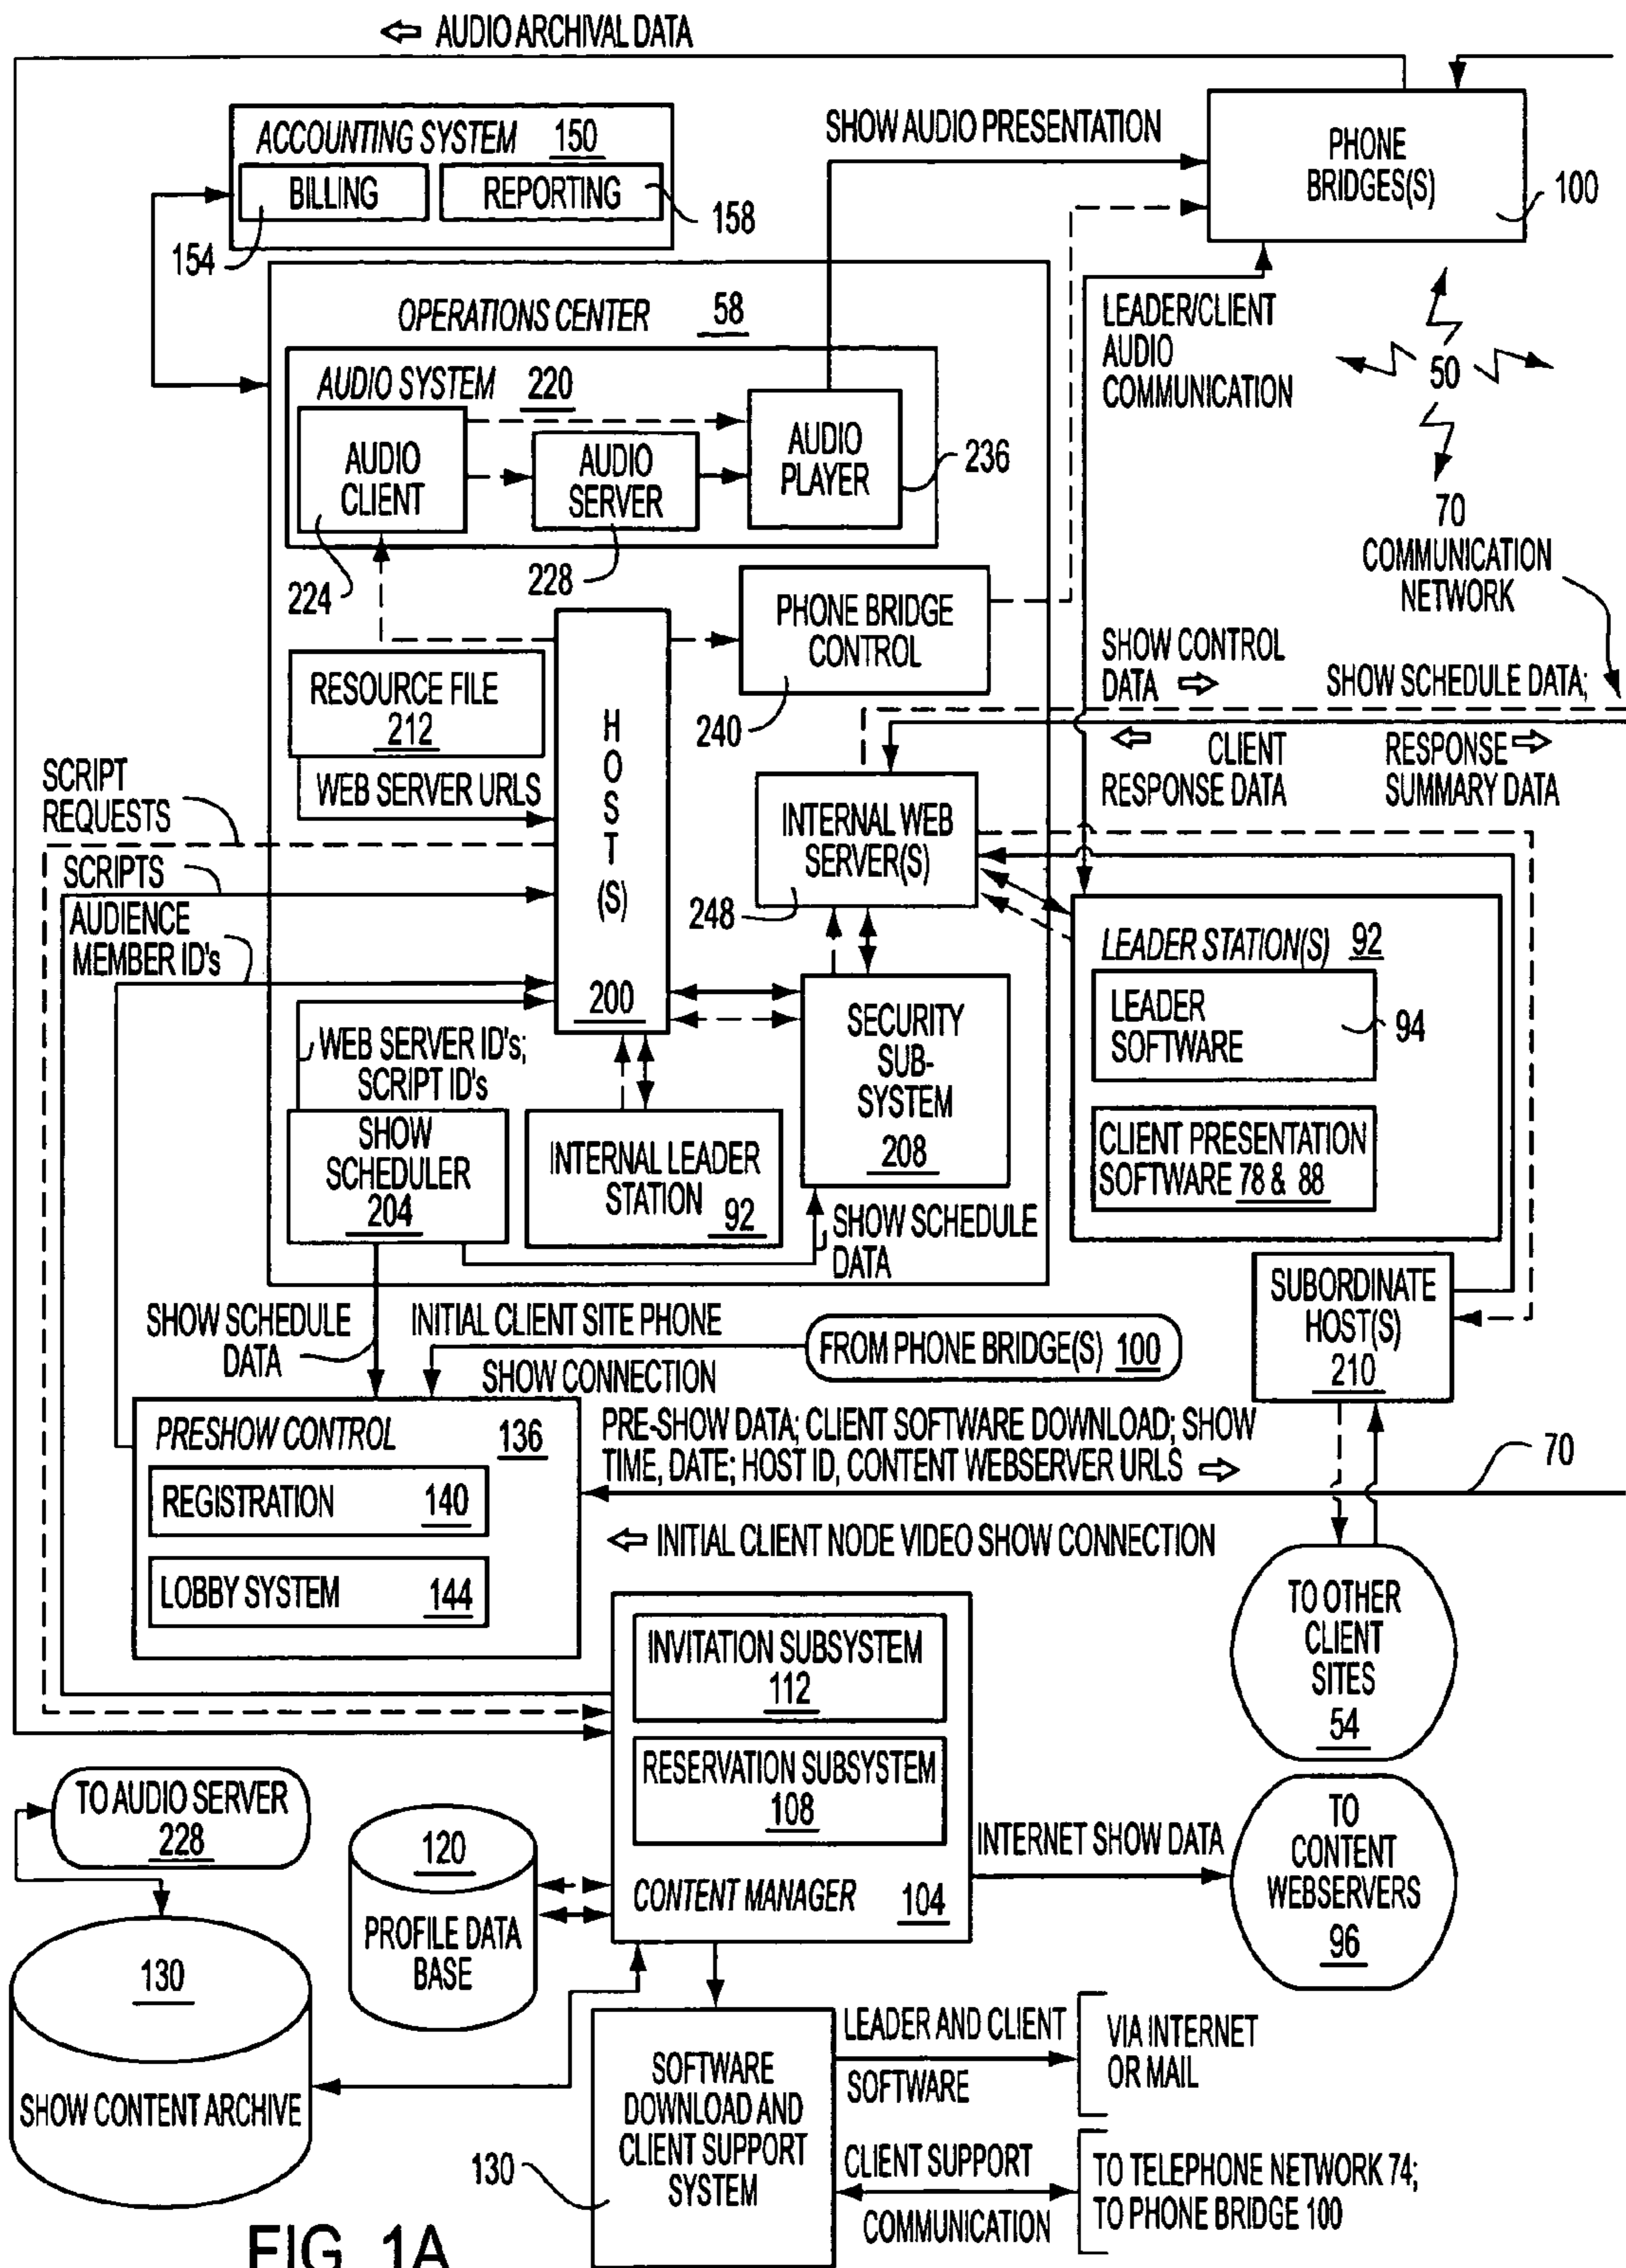 AUDIO ARCHIVAL DATA
ACCOUNTING SYSTEM 150
BILLING
REPORTING
154
158
SHOW AUDIO PRESENTATION
PHONE
BRIDGES(S)
100
OPERATIONS CENTER 58
AUDIO SYSTEM 220
AUDIO
CLIENT
224
AUDIO
SERVER
228
AUDIO
PLAYER
236
LEADER/CLIENT
AUDIO
COMMUNICATION
50
70
COMMUNICATION
NETWORK
PHONE BRIDGE
CONTROL
240
RESOURCE FILE
212
WEB SERVER URLS
HOST
(S)
200
SHOW CONTROL
DATA
SHOW SCHEDULE DATA;
CLIENT
RESPONSE DATA
RESPONSE
SUMMARY DATA
SCRIPT
REQUESTS
SCRIPTS
AUDIENCE
MEMBER ID's
INTERNAL WEB
SERVER(S)
248
LEADER STATION(S) 92
LEADER
SOFTWARE
94
CLIENT PRESENTATION
SOFTWARE 78 & 88
WEB SERVER ID's;
SCRIPT ID's
SHOW
SCHEDULER
204
INTERNAL LEADER
STATION 92
SECURITY
SUB-
SYSTEM
208
SHOW SCHEDULE
DATA
SUBORDINATE
HOST(S)
210
SHOW SCHEDULE
DATA
INITIAL CLIENT SITE PHONE
SHOW CONNECTION
FROM PHONE BRIDGE(S) 100
PRESHOW CONTROL 136
REGISTRATION 140
LOBBY SYSTEM 144
PRE-SHOW DATA; CLIENT SOFTWARE DOWNLOAD; SHOW
TIME, DATE; HOST ID, CONTENT WEBSERVER URLS
70
INITIAL CLIENT NODE VIDEO SHOW CONNECTION
TO OTHER
CLIENT
SITES
54
INVITATION SUBSYSTEM
112
RESERVATION SUBSYSTEM
108
CONTENT MANAGER 104
INTERNET SHOW DATA
TO
CONTENT
WEBSERVERS
96
TO AUDIO SERVER
228
120
PROFILE DATA
BASE
130
SHOW CONTENT ARCHIVE
SOFTWARE
DOWNLOAD AND
CLIENT SUPPORT
SYSTEM
130
LEADER AND CLIENT
SOFTWARE
VIA INTERNET
OR MAIL
CLIENT SUPPORT
COMMUNICATION
TO TELEPHONE NETWORK 74;
TO PHONE BRIDGE 100
FIG. 1A